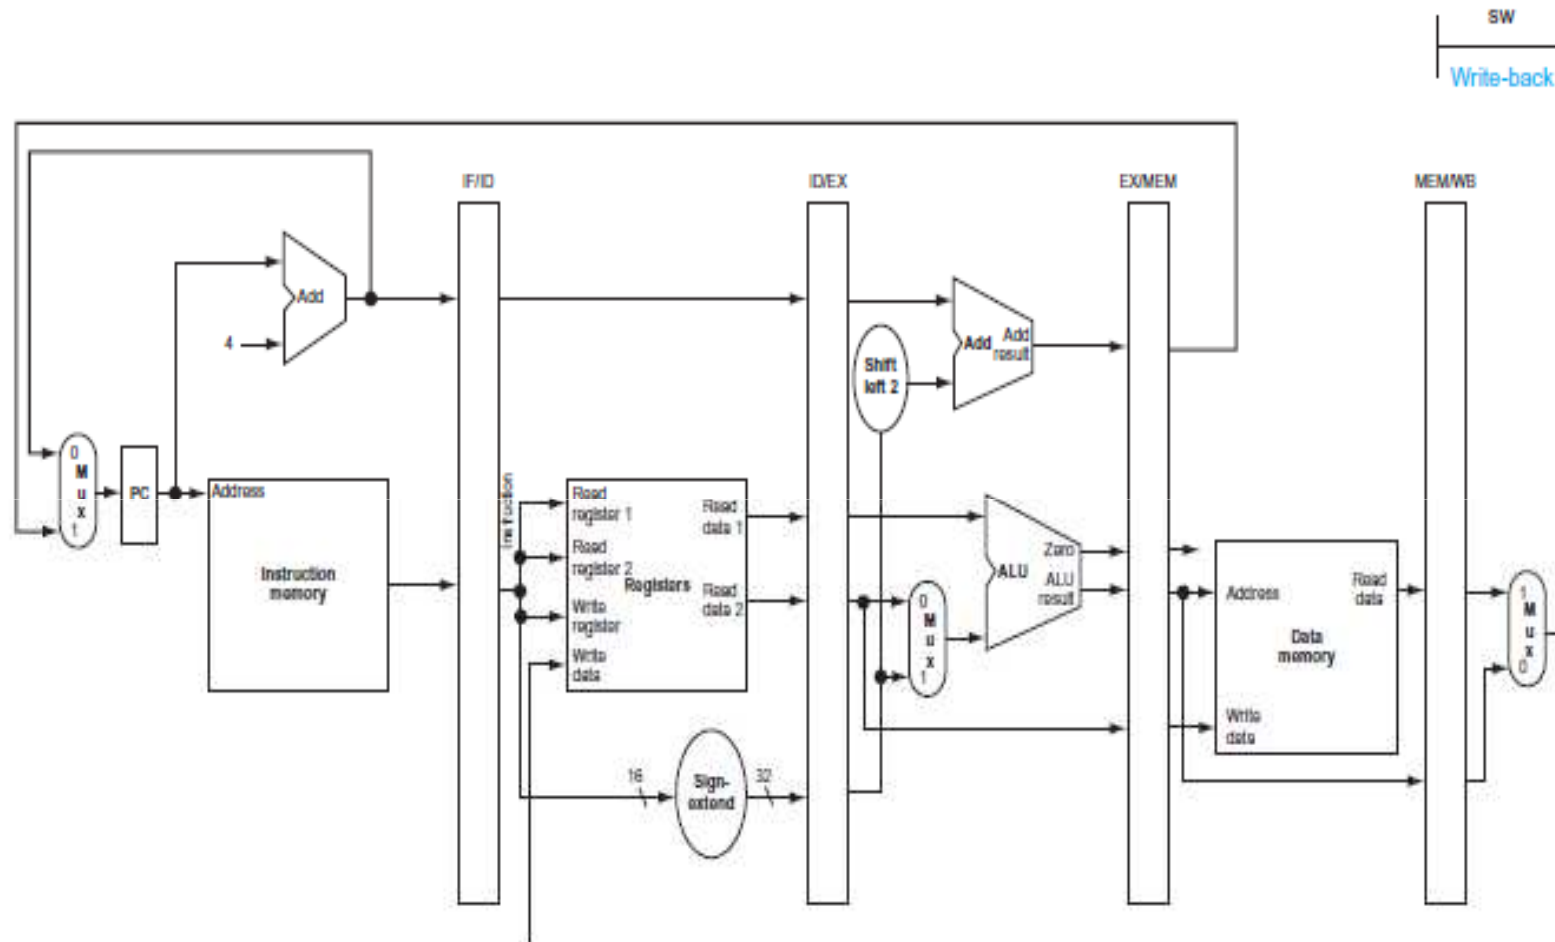 SW
Write-back
IF/ID
ID/EX
EX/MEM
MEM/WB
Add
4
Shift
left 2
Add
Add
result
0
M
u
x
1
PC
Address
Instruction
memory
Instruction
Read
register 1
Read
register 2
Write
register
Write
data
Registers
Read
data 1
Read
data 2
16
Sign-
extend
32
0
M
u
x
1
Zero
ALU
ALU
result
Address
Data
memory
Read
data
Write
data
1
M
u
x
0